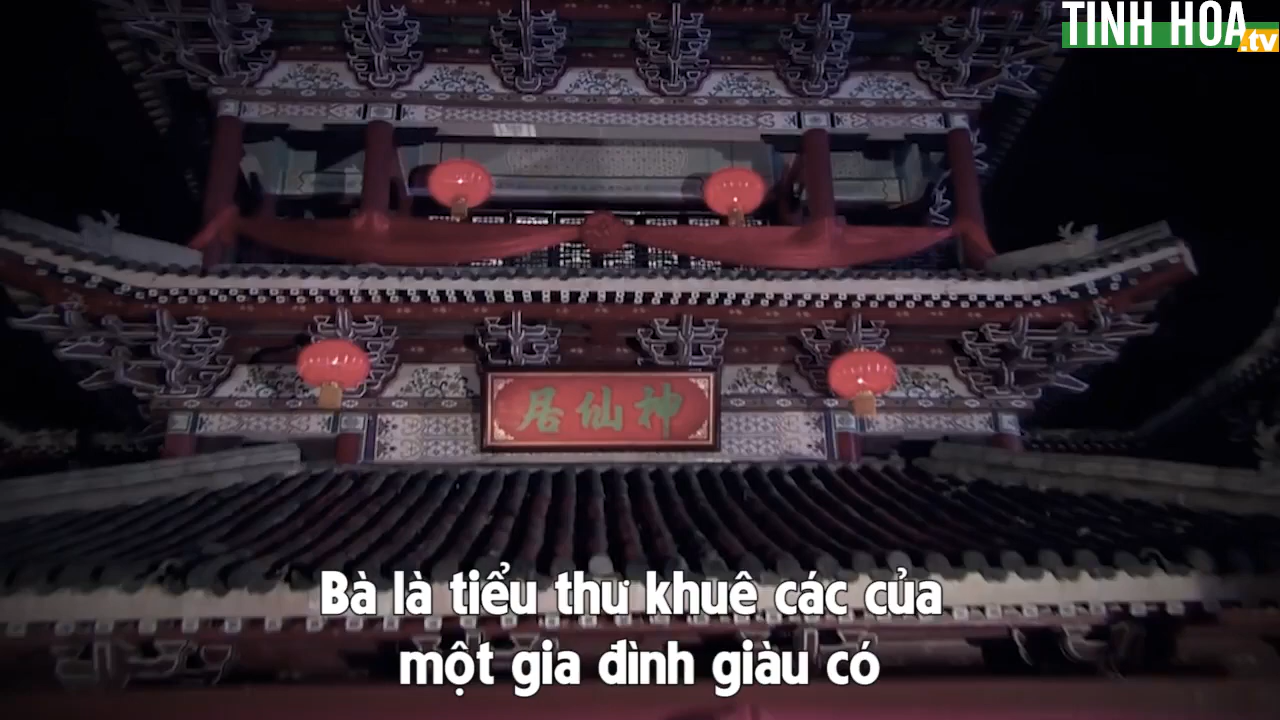 TINH HOA
.tv
居仙神
Bà là tiểu thư khuê các của
một gia đình giàu có